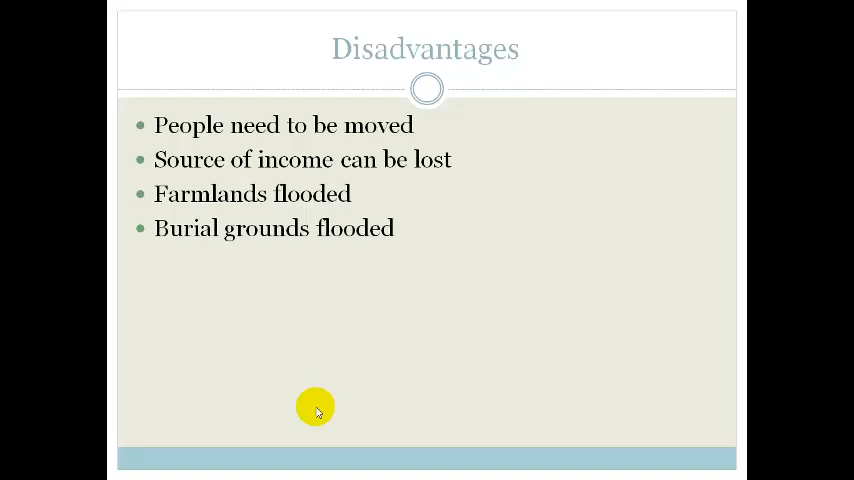 Disadvantages
People need to be moved
Source of income can be lost
Farmlands flooded
Burial grounds flooded